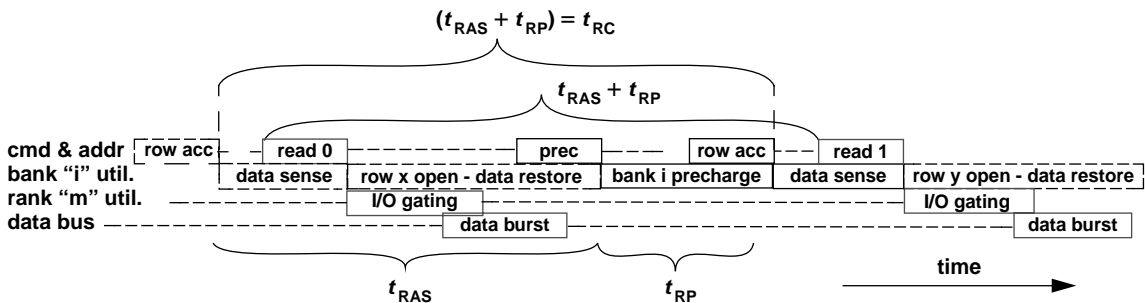 (tRAS + tRP) = tRC
tRAS + tRP
cmd & addr row acc read 0 prec row acc read 1
bank “i” util. data sense row x open - data restore bank i precharge data sense row y open - data restore
rank “m” util. I/O gating I/O gating
data bus data burst data burst
time
tRAS tRP